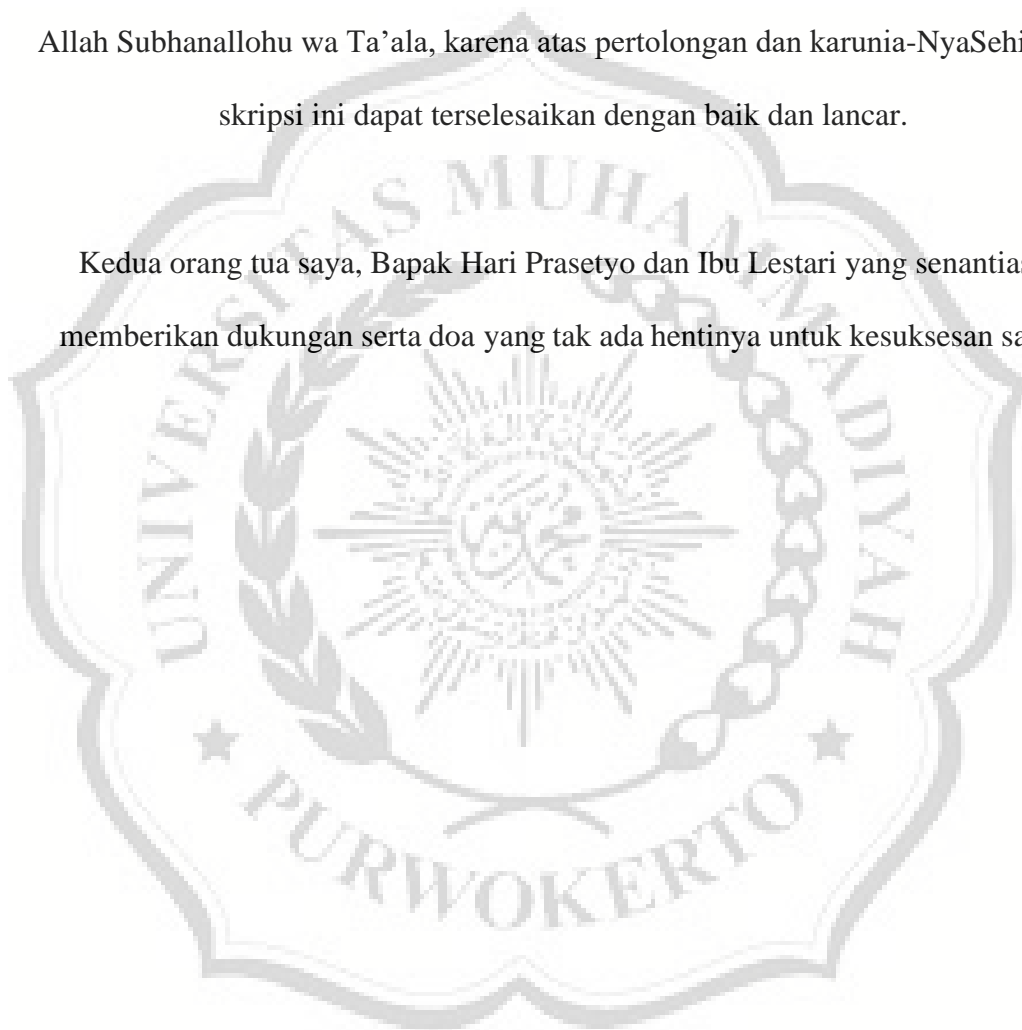 Allah Subhanallohu wa Ta’ala, karena atas pertolongan dan karunia-NyaSehi
skripsi ini dapat terselesaikan dengan baik dan lancar.
Kedua orang tua saya, Bapak Hari Prasetyo dan Ibu Lestari yang senantias
memberikan dukungan serta doa yang tak ada hentinya untuk kesuksesan sa
UNIVERSITAS MUHAMMADIYAH
PURWOKERTO